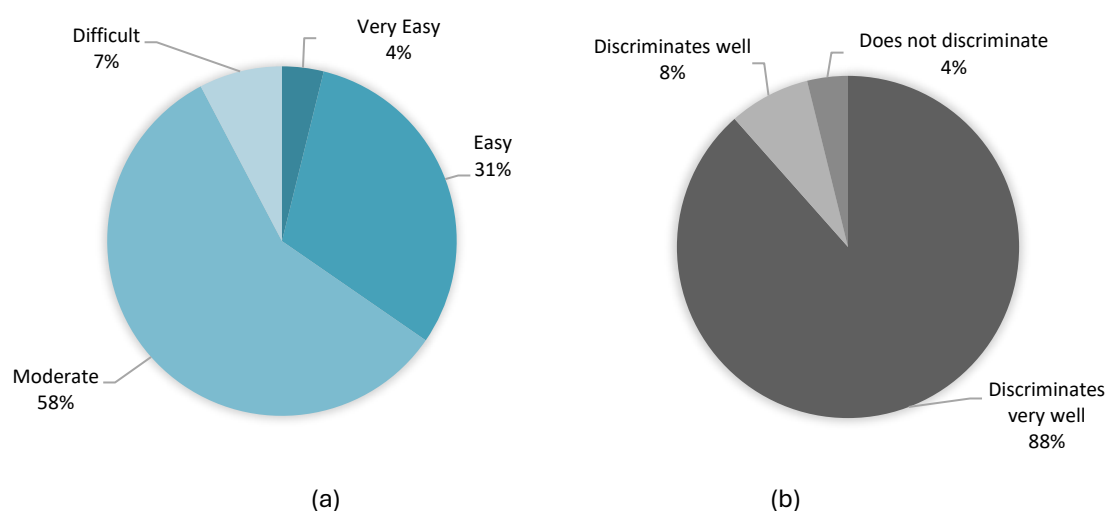 Difficult
7%
Very Easy
4%
Easy
31%
Moderate
58%
(a)
Discriminates well
8%
Does not discriminate
4%
Discriminates
very well
88%
(b)